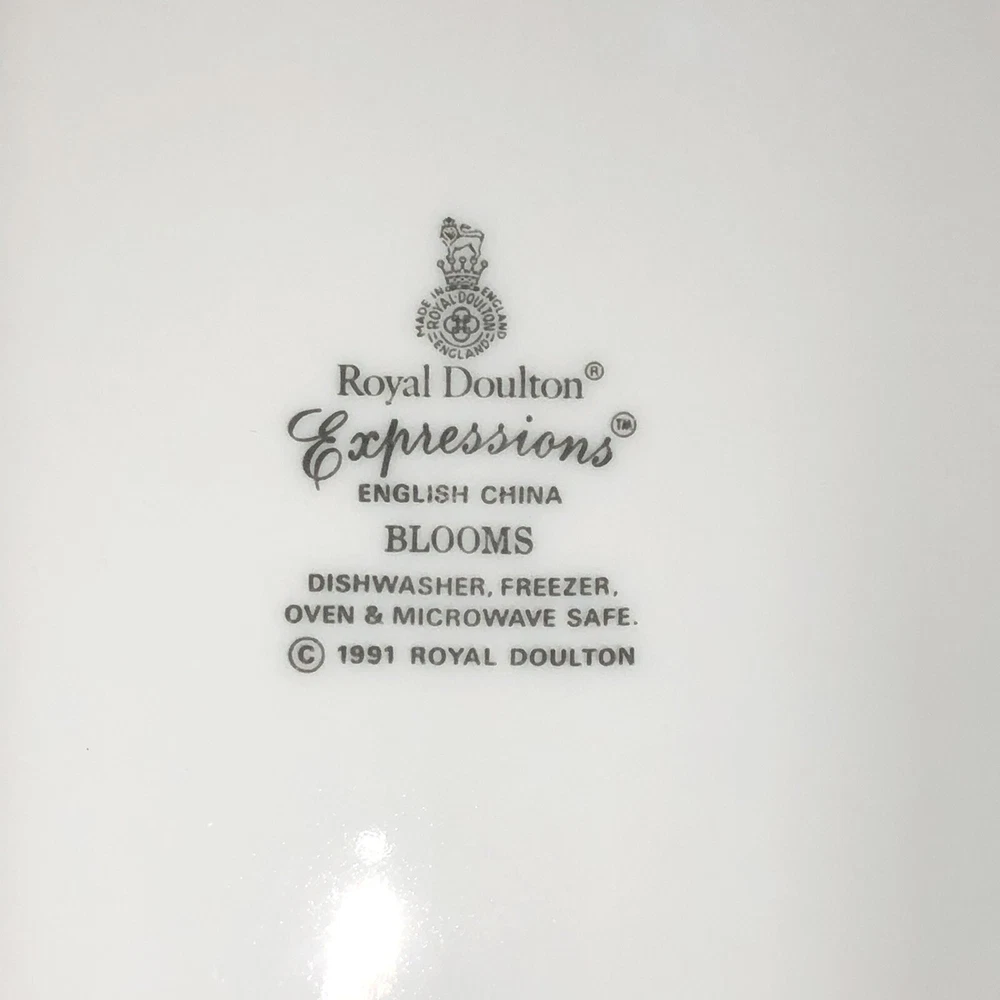 MADE IN ENGLAND
ROYAL·DOULTON
ENGLAND
Royal Doulton®
Expressions™
ENGLISH CHINA
BLOOMS
DISHWASHER, FREEZER,
OVEN & MICROWAVE SAFE.
© 1991 ROYAL DOULTON